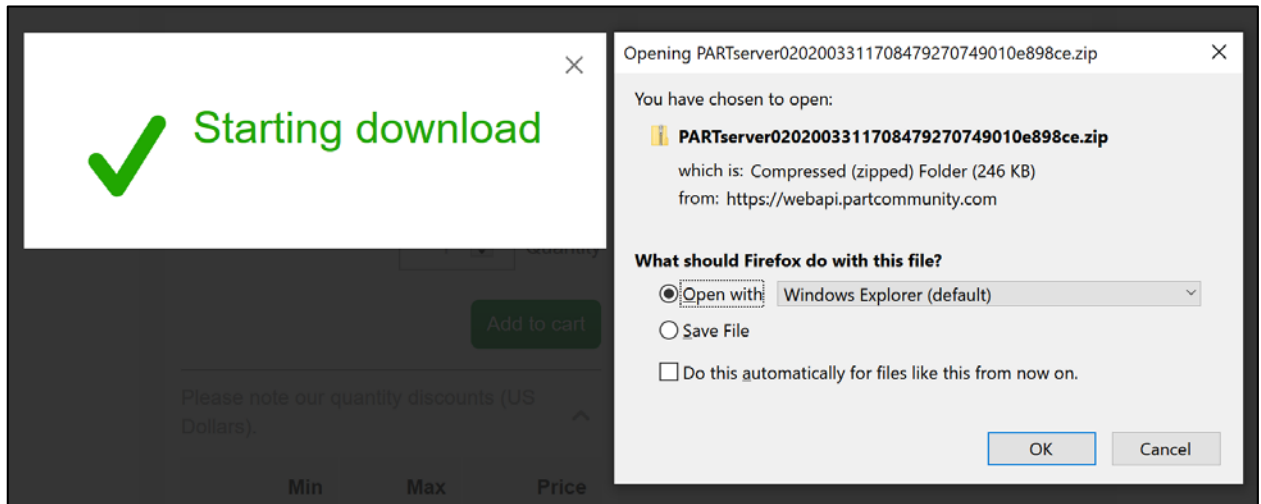 Starting download
Quantity
Add to cart
Please note our quantity discounts (US
Dollars).
Min Max Price
Opening PARTserver0202003311708479270749010e898ce.zip
You have chosen to open:
PARTserver0202003311708479270749010e898ce.zip
which is: Compressed (zipped) Folder (246 KB)
from: https://webapi.partcommunity.com
What should Firefox do with this file?
Open with Windows Explorer (default)
Save File
Do this automatically for files like this from now on.
OK Cancel